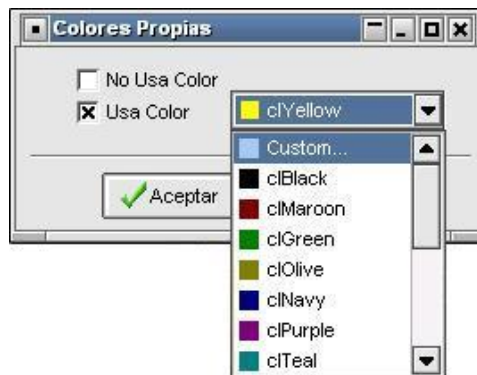 Colores Propias
No Usa Color
Usa Color
clYellow
Custom...
clBlack
clMaroon
Aceptar
clGreen
clOlive
clNavy
clPurple
clTeal